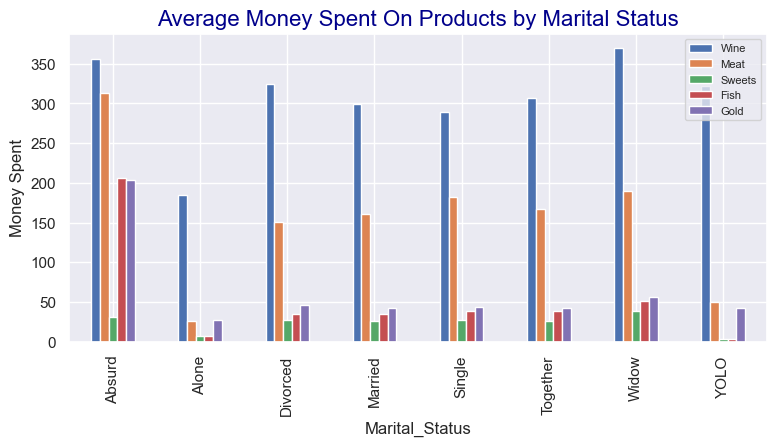 Average Money Spent On Products by Marital Status
Wine
Meat
Sweets
Fish
Gold
Money Spent
350
300
250
200
150
100
50
0
Absurd
Alone
Divorced
Married
Single
Together
Widow
YOLO
Marital_Status